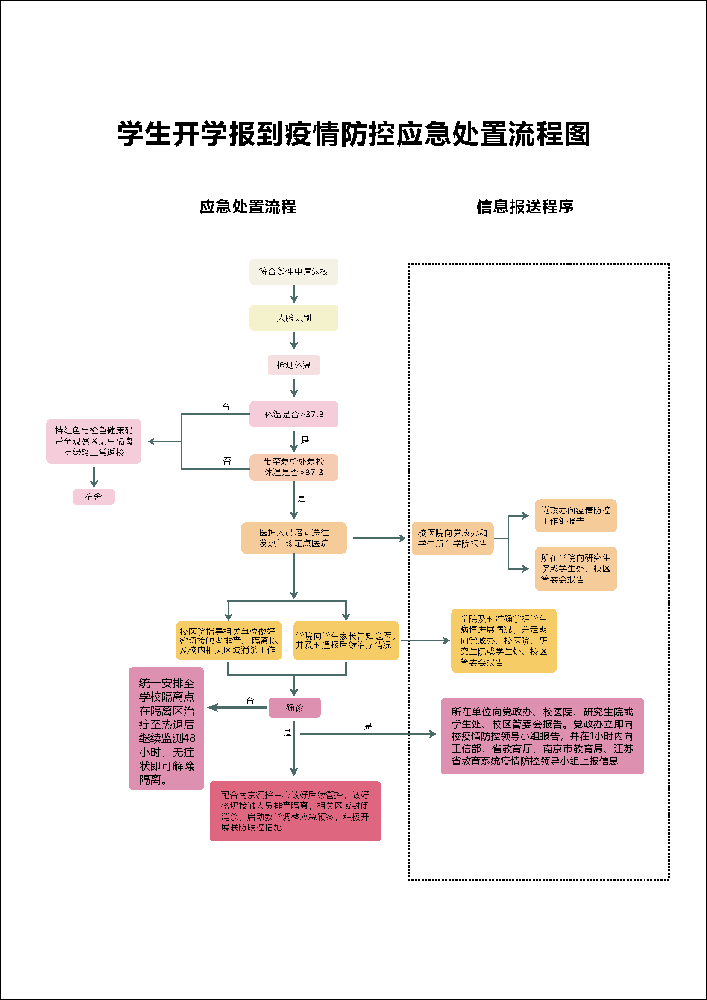 学生开学报到疫情防控应急处置流程图
应急处置流程
信息报送程序
符合条件申请返校
人脸识别
检测体温
否
体温是否≥37.3
持红色与橙色健康码
带至观察区集中隔离
持绿码正常返校
是
否
带至复检处复检
体温是否≥37.3
宿舍
是
医护人员陪同送往
发热门诊定点医院
校医院向党政办和
学生所在学院报告
党政办向疫情防控
工作组报告
所在学院向研究生
院或学生处、校区
管委会报告
校医院指导相关单位做好
密切接触者排查、 隔离以
及校内相关区域消杀工作
学院向学生家长告知送医,
并及时通报后续治疗情况
学院及时准确掌握学生
病情进展情况，并定期
向党政办、校医院、研
究生院或学生处、校区
管委会报告
统一安排至
学校隔离点
在隔离区治
疗至热退后
继续监测48
小时，无症
状即可解除
隔离。
否
确诊
是
是
所在单位向党政办、校医院、研究生院或
学生处、校区管委会报告。党政办立即向
校疫情防控领导小组报告，并在1小时内向
工信部、省教育厅、南京市教育局、江苏
省教育系统疫情防控领导小组上报信息
配合南京疾控中心做好后续管控，做好
密切接触人员排查隔离，相关区域封闭
消杀，启动教学调整应急预案，积极开
展联防联控措施